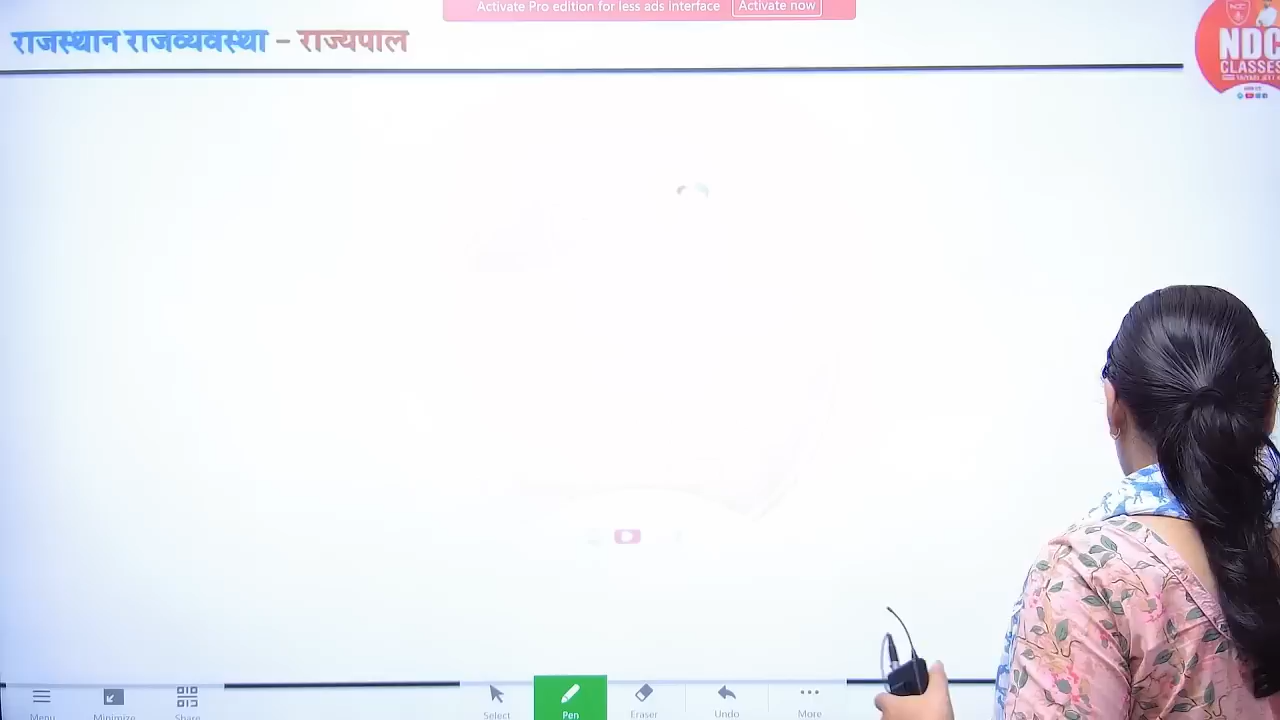 Activate Pro edition for less ads interface Activate now
राजस्थान राजव्यवस्था – राज्यपाल
NDC
CLASSES
Menu
Minimize
Share
Select
Pen
Eraser
Undo
More